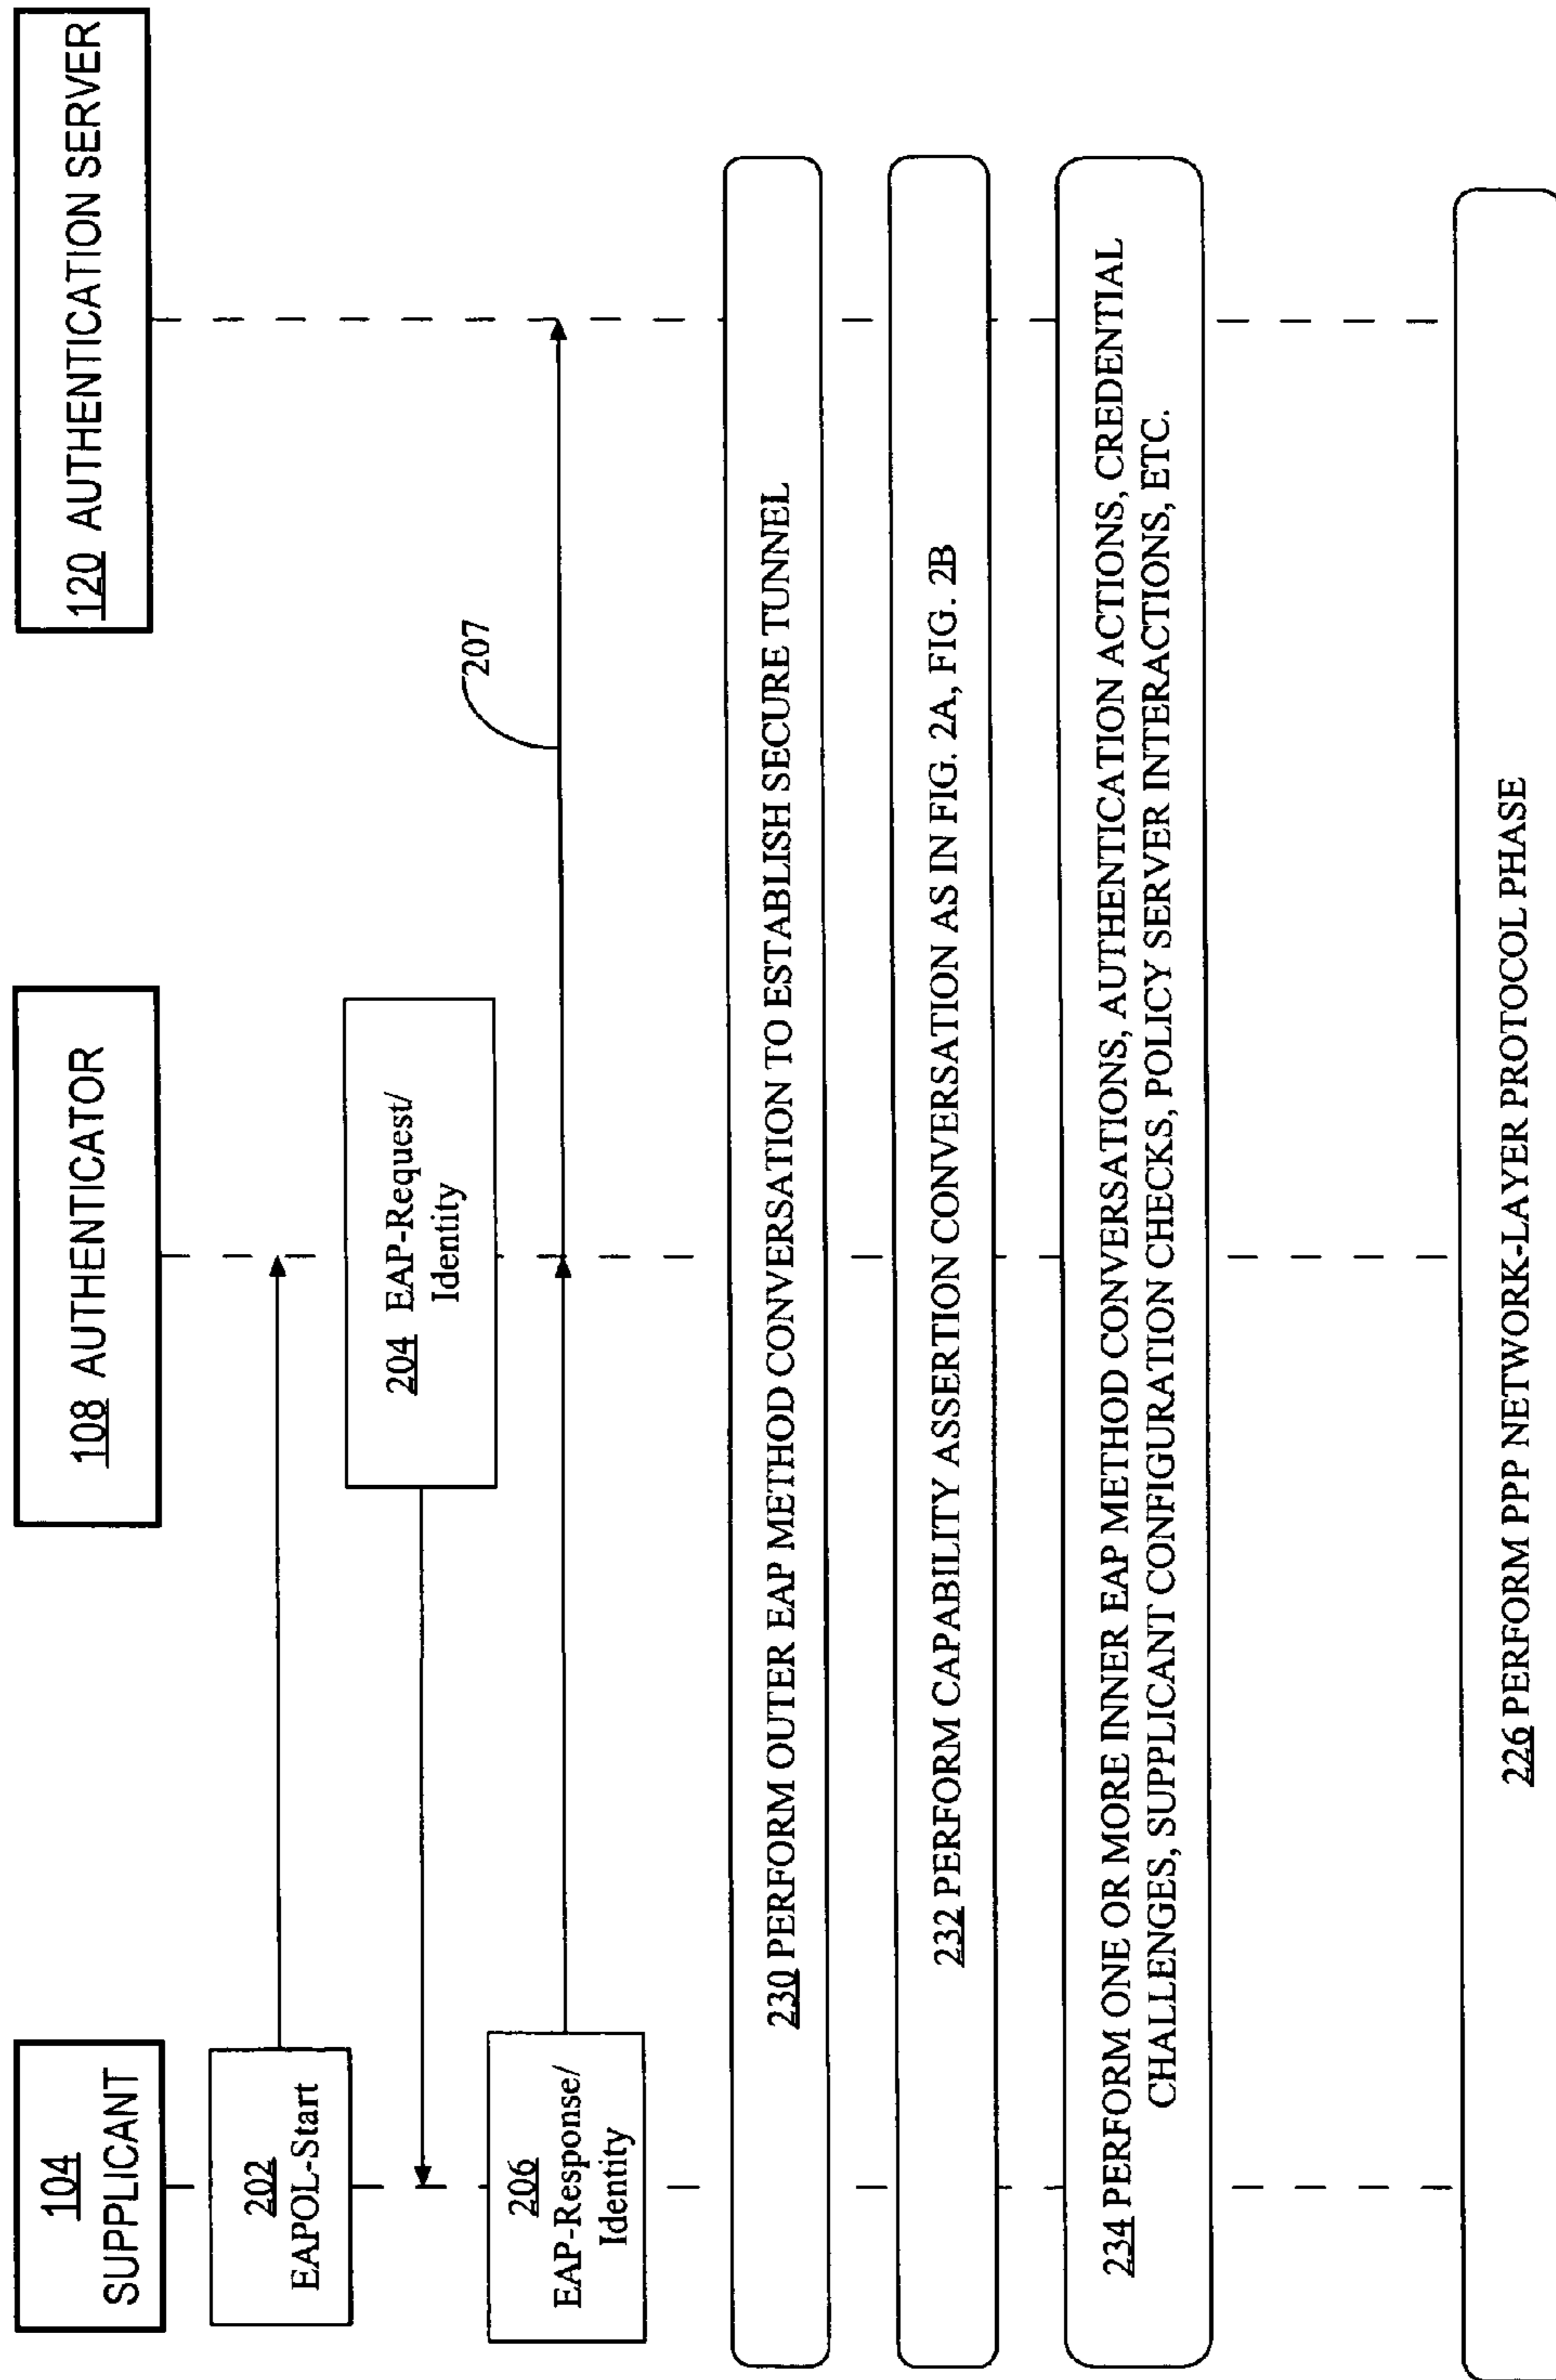 104
SUPPLICANT
108 AUTHENTICATOR
120 AUTHENTICATION SERVER
202
EAPOL-Start
204 EAP-Request/
Identity
206
EAP-Response/
Identity
207
230 PERFORM OUTER EAP METHOD CONVERSATION TO ESTABLISH SECURE TUNNEL
232 PERFORM CAPABILITY ASSERTION CONVERSATION AS IN FIG. 2A, FIG. 2B
234 PERFORM ONE OR MORE INNER EAP METHOD CONVERSATIONS, AUTHENTICATION ACTIONS, CREDENTIAL
CHALLENGES, SUPPLICANT CONFIGURATION CHECKS, POLICY SERVER INTERACTIONS, ETC.
226 PERFORM PPP NETWORK-LAYER PROTOCOL PHASE